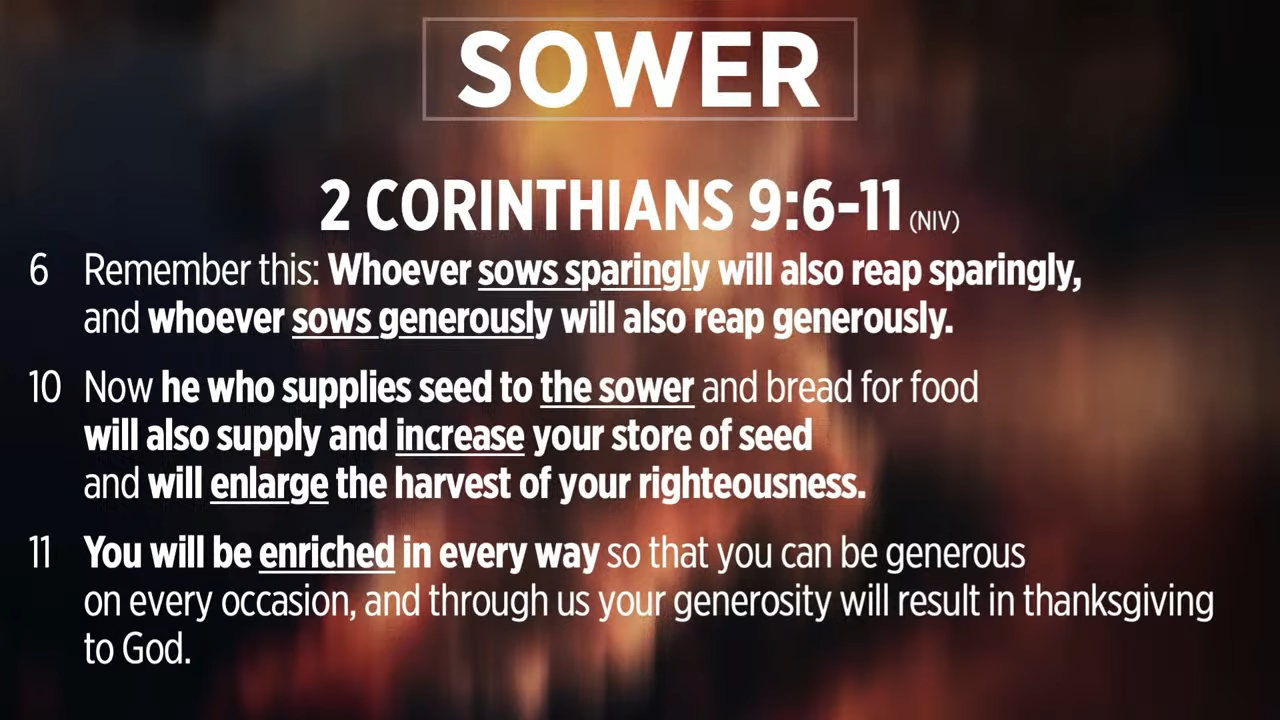 SOWER
2 CORINTHIANS 9:6-11 (NIV)
6 Remember this: Whoever sows sparingly will also reap sparingly,
and whoever sows generously will also reap generously.
10 Now he who supplies seed to the sower and bread for food
will also supply and increase your store of seed
and will enlarge the harvest of your righteousness.
11 You will be enriched in every way so that you can be generous
on every occasion, and through us your generosity will result in thanksgiving
to God.